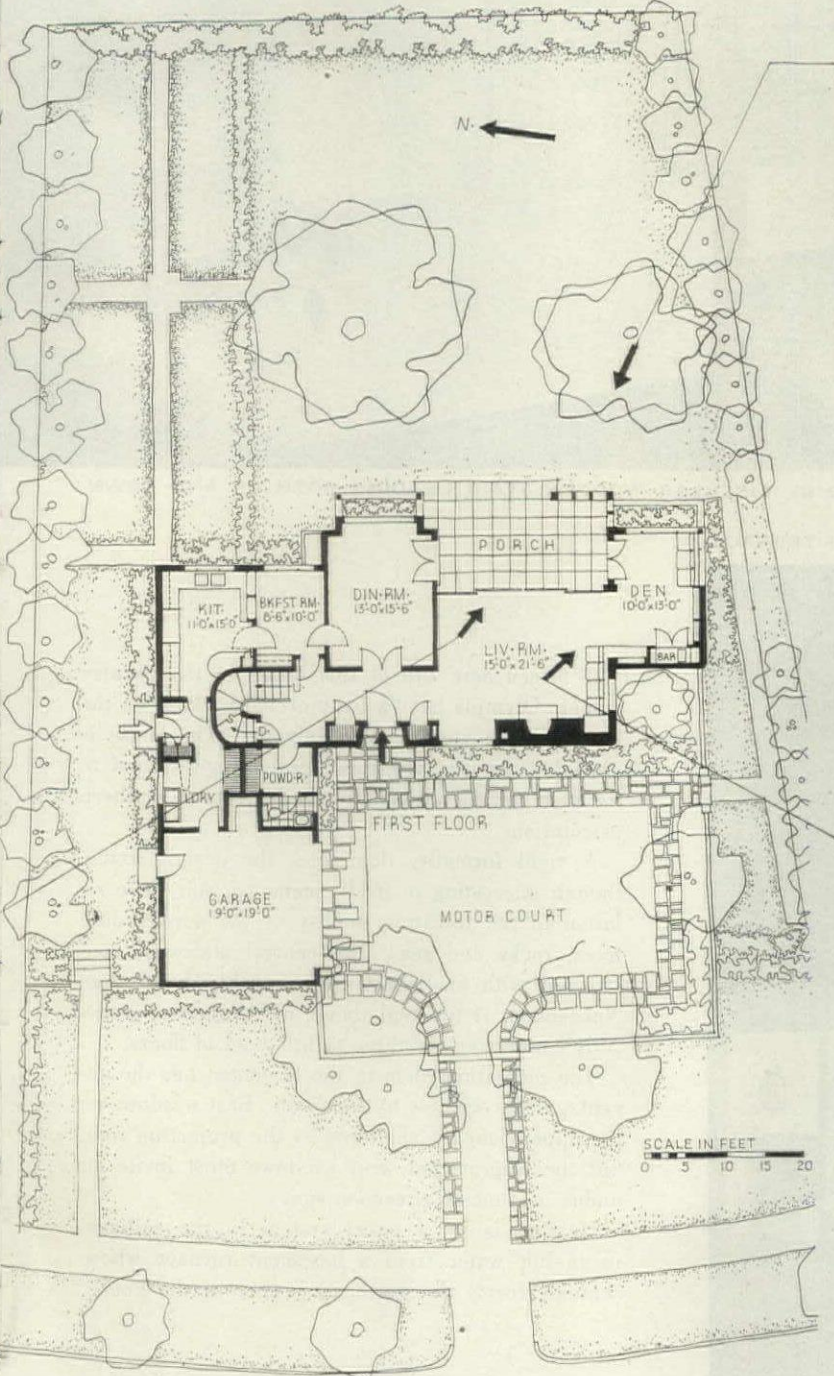 N.
PORCH
KIT.
11'-0"x15'0"
BKFST RM.
8'-6"x10'-0"
DIN·RM.
13'-0"x15'-6"
DEN
10'0"x13'-0"
LIV·RM.
15'0"x21'-6"
BAR
U
D
POWD·R
LDRY
FIRST FLOOR
GARAGE
19'-0"x19'-0"
MOTOR COURT
SCALE IN FEET
0 5 10 15 20